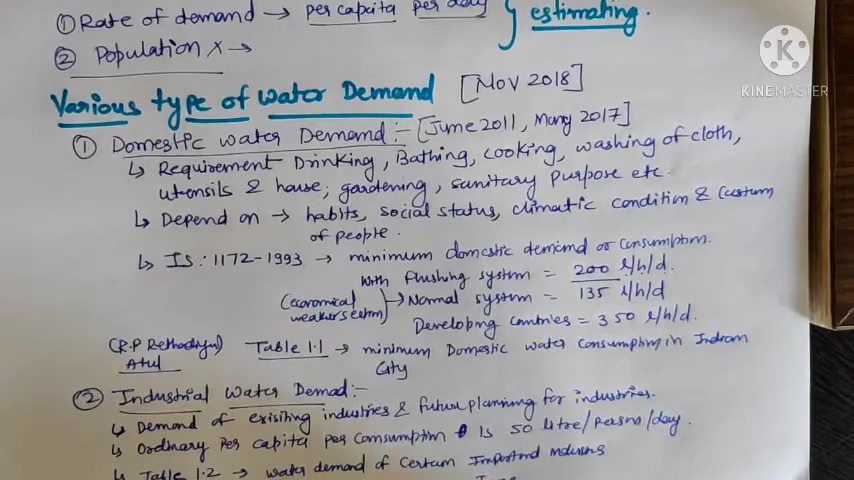 ① Rate of demand → per capaita per day
estimating.
② Population x →
Various type of water Demand [Nov 2018]
① Domestic water Demand :- [June 2011, Many 2017]
↳ Requirement Drinking, Bathing, cooking, washing of cloth,
utensils & house; gardening, sanitary purpose etc.
↳ Depend on → habits, social status, climatic condition & Custum
of people.
↳ IS: 1172-1993 → minimum domestic demand or Consumption.
With flushing system = 200 l/h/d.
(economical weaker section) → Normal system = 135 l/h/d
Developing Countries = 350 l/h/d.
(R.P Atul Table 1.1 → minimum Domestic water Consumption in Indian
City
② Industrial Water Demad:-
↳ Demand of existing industries & future planning for industries.
↳ Ordinary Per capita per Consumption is 50 litre/person/day.
↳ Table 1.2 → water demand of Certain Important
KINEMASTER